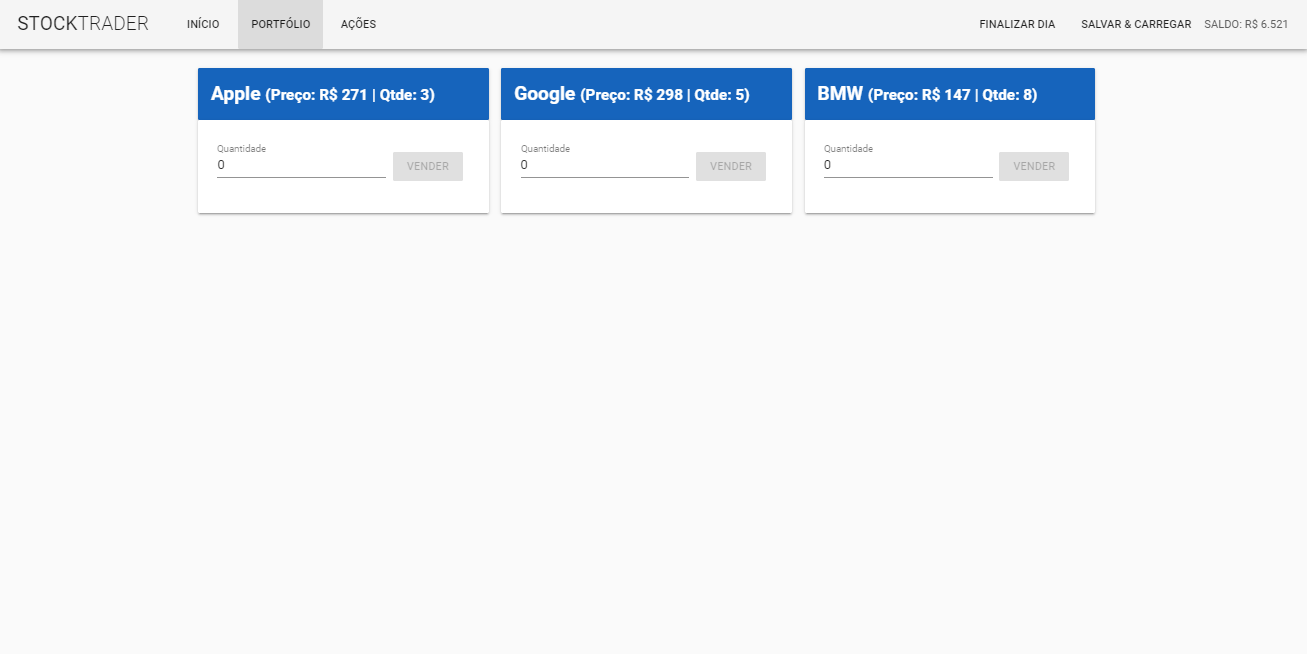 STOCKTRADER INÍCIO PORTFÓLIO AÇÕES FINALIZAR DIA SALVAR & CARREGAR SALDO: R$ 6.521
Apple (Preço: R$ 271 | Qtde: 3)
Quantidade
0
VENDER
Google (Preço: R$ 298 | Qtde: 5)
Quantidade
0
VENDER
BMW (Preço: R$ 147 | Qtde: 8)
Quantidade
0
VENDER